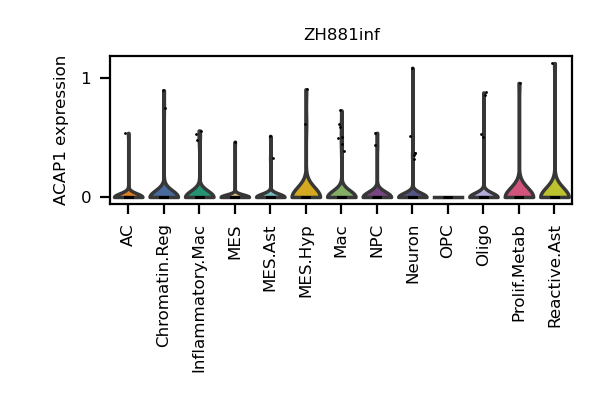 ZH881inf
ACAP1 expression
1
0
AC
Chromatin.Reg
Inflammatory.Mac
MES
MES.Ast
MES.Hyp
Mac
NPC
Neuron
OPC
Oligo
Prolif.Metab
Reactive.Ast